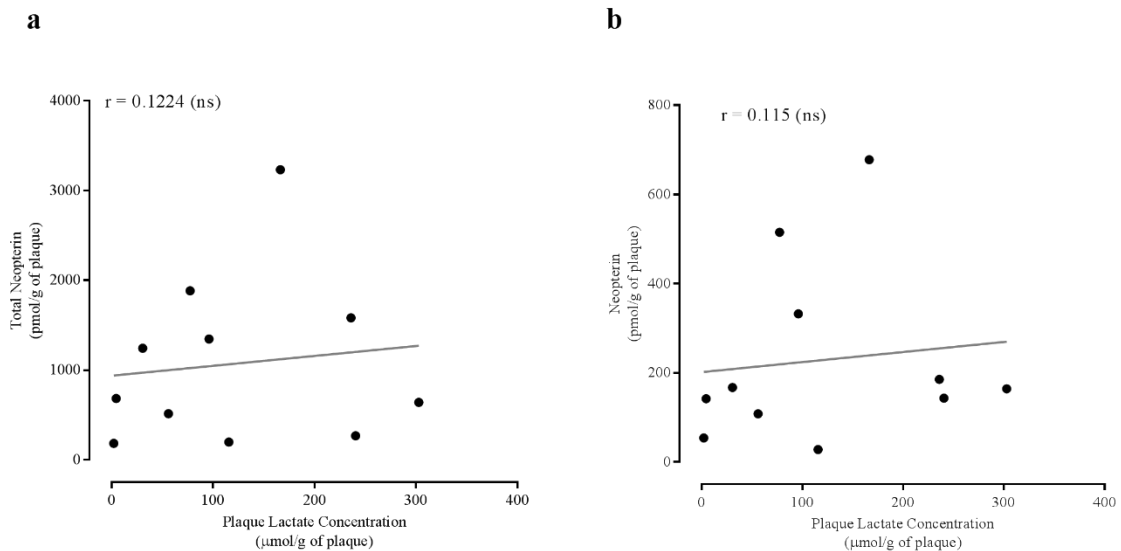 a
r = 0.1224 (ns)
4000
3000
2000
1000
0
Total Neopterin
(pmol/g of plaque)
0
100
200
300
400
Plaque Lactate Concentration
(μmol/g of plaque)
b
r = 0.115 (ns)
800
600
400
200
0
Neopterin
(pmol/g of plaque)
0
100
200
300
400
Plaque Lactate Concentration
(μmol/g of plaque)